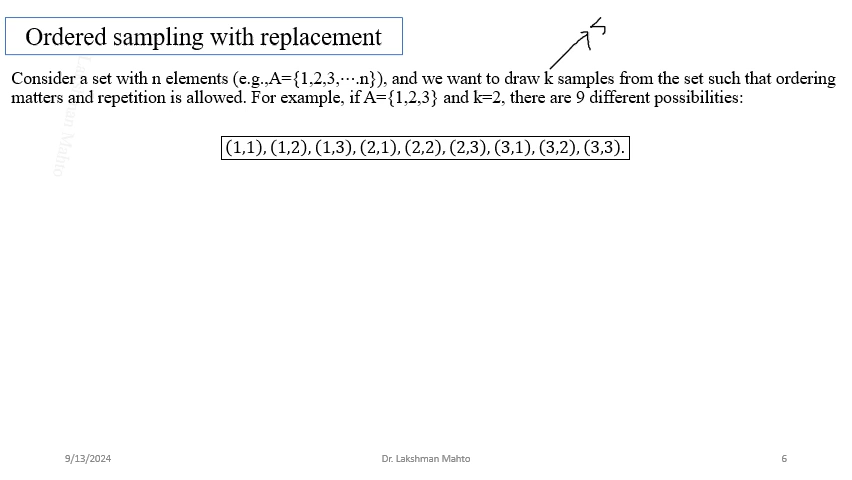 Ordered sampling with replacement
Consider a set with n elements (e.g.,A={1,2,3,⋯.n}), and we want to draw k samples from the set such that ordering
matters and repetition is allowed. For example, if A={1,2,3} and k=2, there are 9 different possibilities:
(1,1), (1,2), (1,3), (2,1), (2,2), (2,3), (3,1), (3,2), (3,3).
Mahto
9/13/2024
Dr. Lakshman Mahto
6